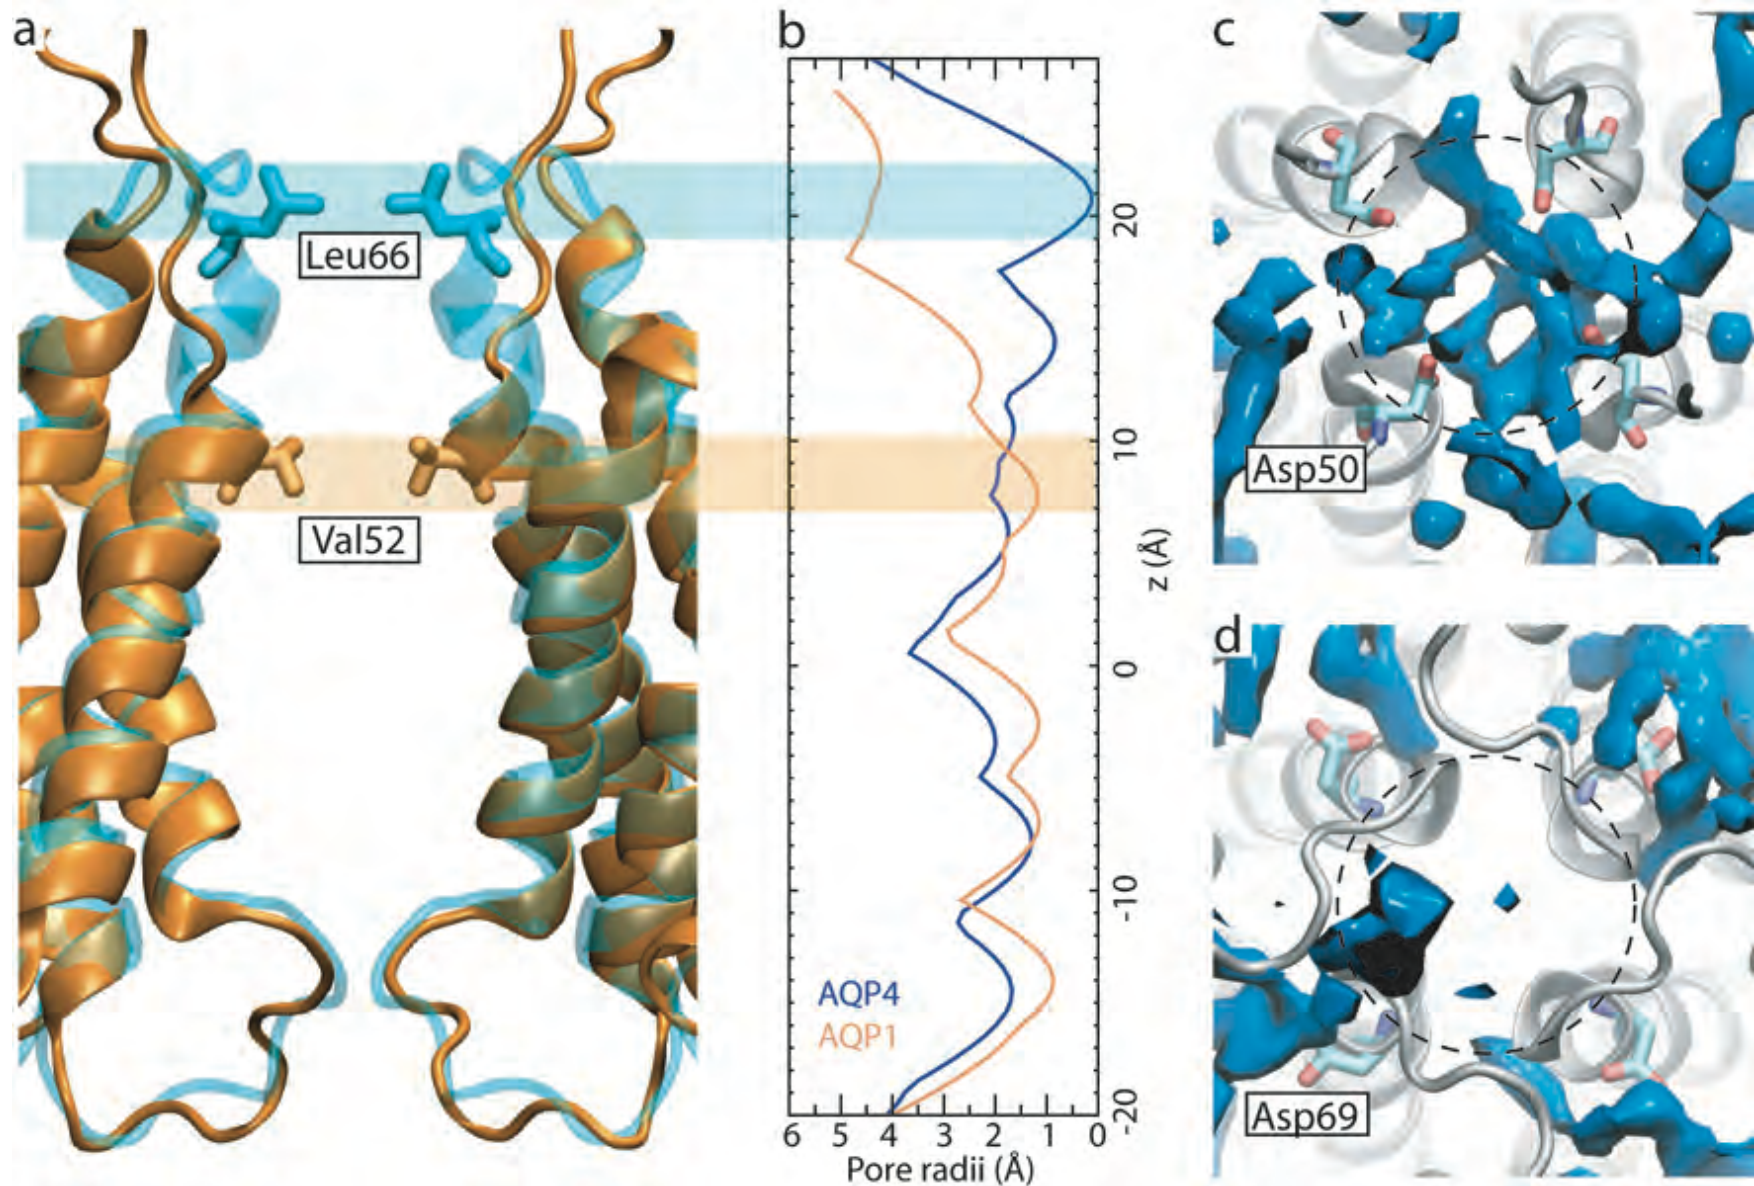 a
b
c
Leu66
Val52
Asp50
d
Asp69
AQP4
AQP1
20
10
0
-10
-20
z (Å)
6 5 4 3 2 1 0
Pore radii (Å)